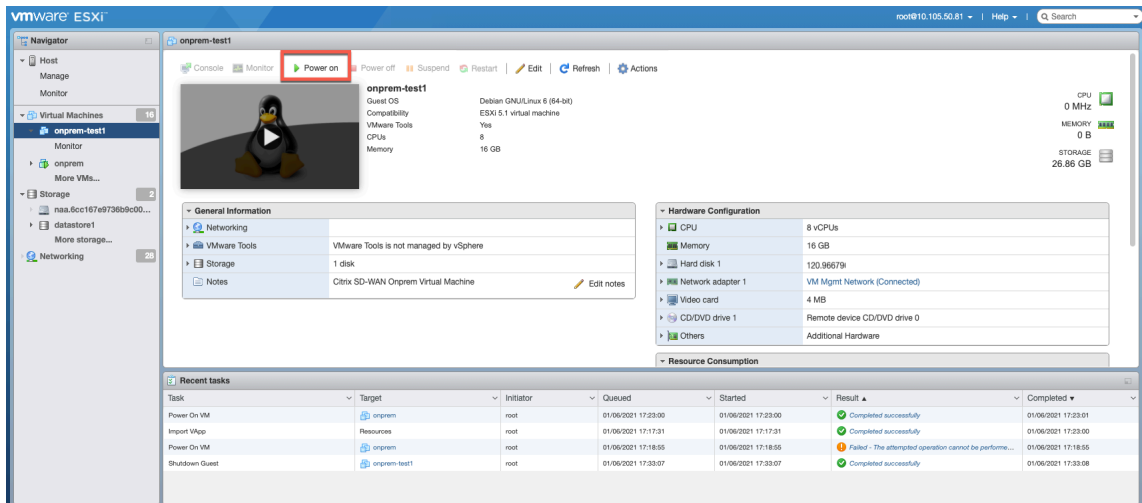 vmware ESXi™
root@10.105.50.81 | Help | Search
Navigator
Host
Manage
Monitor
Virtual Machines 16
onprem-test1
Monitor
onprem
More VMs...
Storage 2
naa.6cc167e9736b9c00...
datastore1
More storage...
Networking 28
onprem-test1
Console Monitor Power on Power off Suspend Restart | Edit | Refresh | Actions
onprem-test1
Guest OS Debian GNU/Linux 6 (64-bit)
Compatibility ESXi 5.1 virtual machine
VMware Tools Yes
CPUs 8
Memory 16 GB
CPU
0 MHz
MEMORY
0 B
STORAGE
26.86 GB
General Information
Networking
VMware Tools VMware Tools is not managed by vSphere
Storage 1 disk
Notes Citrix SD-WAN Onprem Virtual Machine Edit notes
Hardware Configuration
CPU 8 vCPUs
Memory 16 GB
Hard disk 1 120.96679
Network adapter 1 VM Mgmt Network (Connected)
Video card 4 MB
CD/DVD drive 1 Remote device CD/DVD drive 0
Others Additional Hardware
Resource Consumption
Recent tasks
Task Target Initiator Queued Started Result ▲ Completed ▼
Power On VM onprem root 01/06/2021 17:23:00 01/06/2021 17:23:00 Completed successfully 01/06/2021 17:23:01
Import VApp Resources root 01/06/2021 17:17:31 01/06/2021 17:17:31 Completed successfully 01/06/2021 17:23:00
Power On VM onprem root 01/06/2021 17:18:55 01/06/2021 17:18:55 Failed - The attempted operation cannot be performe... 01/06/2021 17:18:55
Shutdown Guest onprem-test1 root 01/06/2021 17:33:07 01/06/2021 17:33:07 Completed successfully 01/06/2021 17:33:08